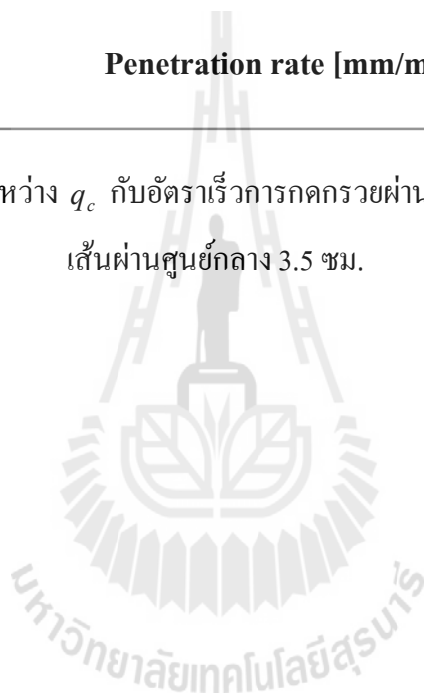 Penetration rate [mm/m
หว่าง q_c กับอัตราเร็วการกดกรวยผ่าน
เส้นผ่านศูนย์กลาง 3.5 ซม.
มหาวิทยาลัยเทคโนโลยีสุรนารี